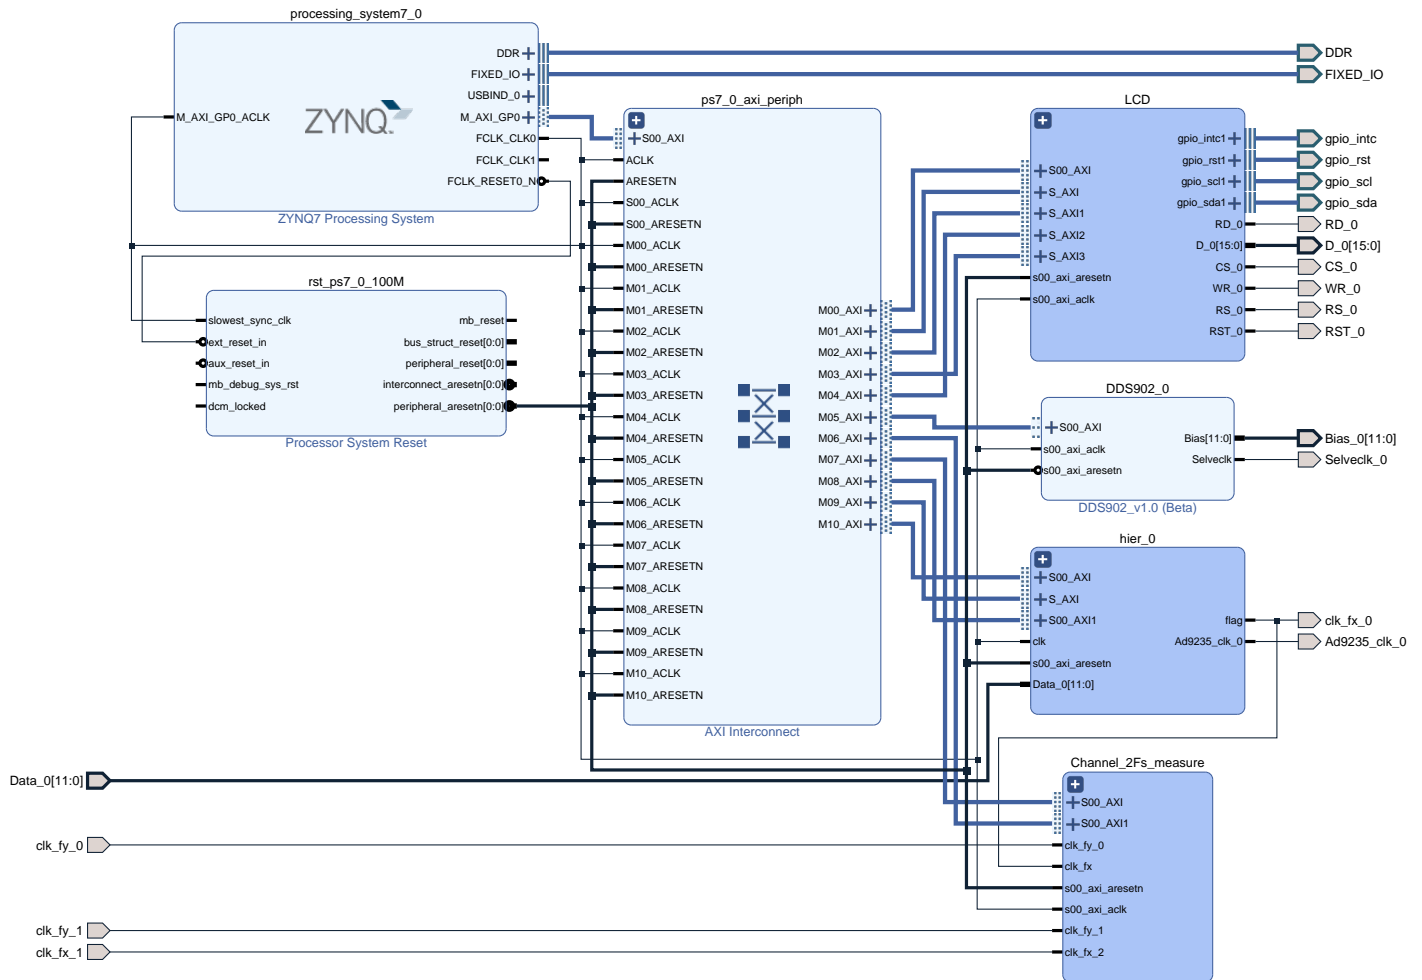 processing_system7_0
DDR
FIXED_IO
USBIND_0
M_AXI_GP0
FCLK_CLK0
FCLK_CLK1
FCLK_RESET0_N
M_AXI_GP0_ACLK
ZYNQ
ZYNQ7 Processing System
rst_ps7_0_100M
slowest_sync_clk
ext_reset_in
aux_reset_in
mb_debug_sys_rst
dcm_locked
mb_reset
bus_struct_reset[0:0]
peripheral_reset[0:0]
interconnect_aresetn[0:0]
peripheral_aresetn[0:0]
Processor System Reset
ps7_0_axi_periph
S00_AXI
ACLK
ARESETN
S00_ACLK
S00_ARESETN
M00_ACLK
M00_ARESETN
M01_ACLK
M01_ARESETN
M02_ACLK
M02_ARESETN
M03_ACLK
M03_ARESETN
M04_ACLK
M04_ARESETN
M05_ACLK
M05_ARESETN
M06_ACLK
M06_ARESETN
M07_ACLK
M07_ARESETN
M08_ACLK
M08_ARESETN
M09_ACLK
M09_ARESETN
M10_ACLK
M10_ARESETN
M00_AXI
M01_AXI
M02_AXI
M03_AXI
M04_AXI
M05_AXI
M06_AXI
M07_AXI
M08_AXI
M09_AXI
M10_AXI
AXI Interconnect
LCD
S00_AXI
S_AXI
S_AXI1
S_AXI2
S_AXI3
s00_axi_aresetn
s00_axi_aclk
gpio_intc1
gpio_rst1
gpio_scl1
gpio_sda1
RD_0
D_0[15:0]
CS_0
WR_0
RS_0
RST_0
DDS902_0
S00_AXI
s00_axi_aclk
s00_axi_aresetn
Bias[11:0]
Selveclk
DDS902_v1.0 (Beta)
hier_0
S00_AXI
S_AXI
S00_AXI1
clk
s00_axi_aresetn
Data_0[11:0]
flag
Ad9235_clk_0
Channel_2Fs_measure
S00_AXI
S00_AXI1
clk_fy_0
clk_fx
s00_axi_aresetn
s00_axi_aclk
clk_fy_1
clk_fx_2
DDR
FIXED_IO
gpio_intc
gpio_rst
gpio_scl
gpio_sda
RD_0
D_0[15:0]
CS_0
WR_0
RS_0
RST_0
Bias_0[11:0]
Selveclk_0
clk_fx_0
Ad9235_clk_0
Data_0[11:0]
clk_fy_0
clk_fy_1
clk_fx_1